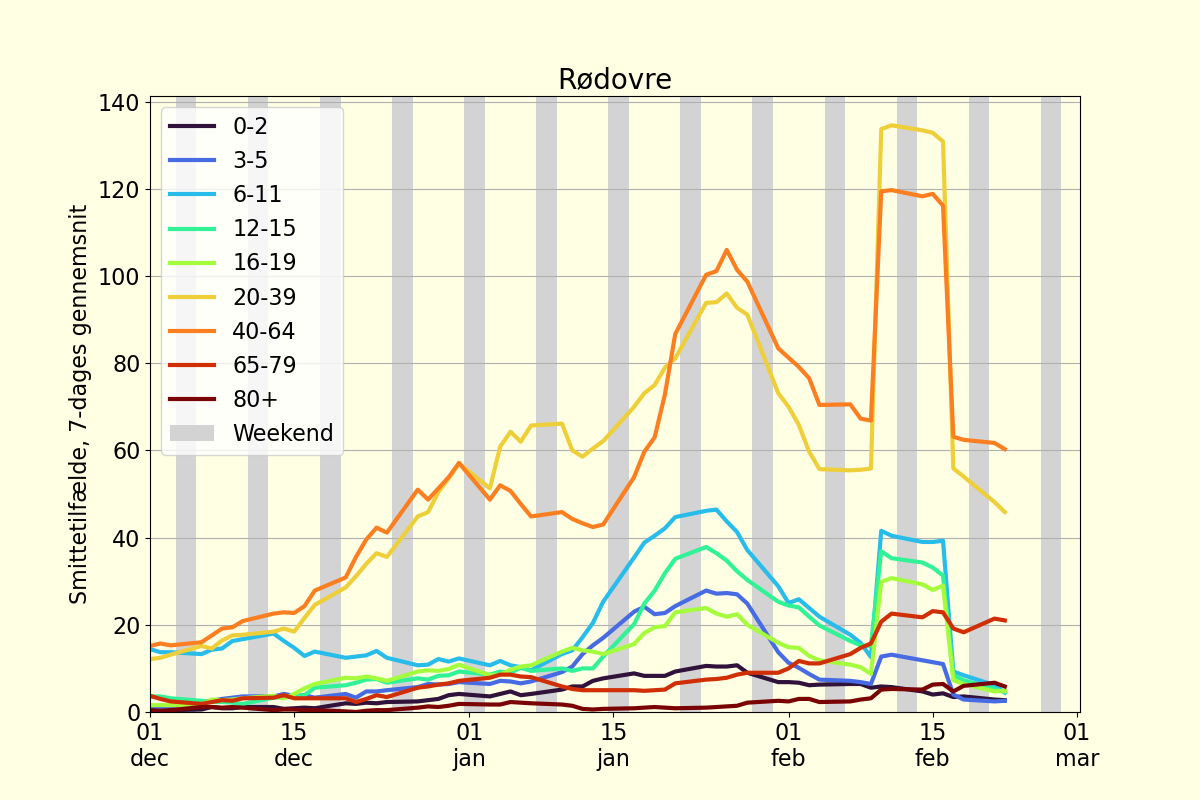 Rødovre
Smittetilfælde, 7-dages gennemsnit
140
120
100
80
60
40
20
0
0-2
3-5
6-11
12-15
16-19
20-39
40-64
65-79
80+
Weekend
01 dec
15 dec
01 jan
15 jan
01 feb
15 feb
01 mar